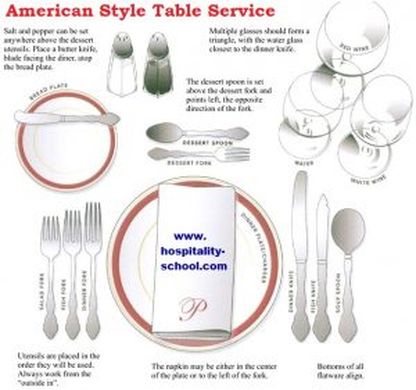 American Style Table Service
Salt and pepper can be set
anywhere above the dessert
utensils. Place a butter knife,
blade facing the diner, atop
the bread plate.
Multiple glasses should form a
triangle, with the water glass
closest to the dinner knife.
RED WINE
The dessert spoon is set
above the dessert fork and
points left, the opposite
direction of the fork.
BREAD PLATE
DESSERT SPOON
DESSERT FORK
WATER
WHITE WINE
www.
hospitality-
school.com
P
DINNER PLATE/CHARGER
SALAD FORK
FISH FORK
DINNER FORK
DINNER KNIFE
FISH KNIFE
SOUP SPOON
Utensils are placed in the
order they will be used.
Always work from the
"outside in".
The napkin may be either in the center
of the plate or to the left of the fork.
Bottoms of all
flatware align.